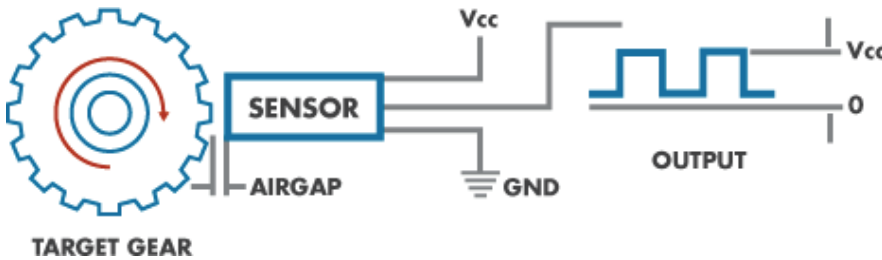 Vcc
Vcc
SENSOR
0
OUTPUT
AIRGAP
GND
TARGET GEAR